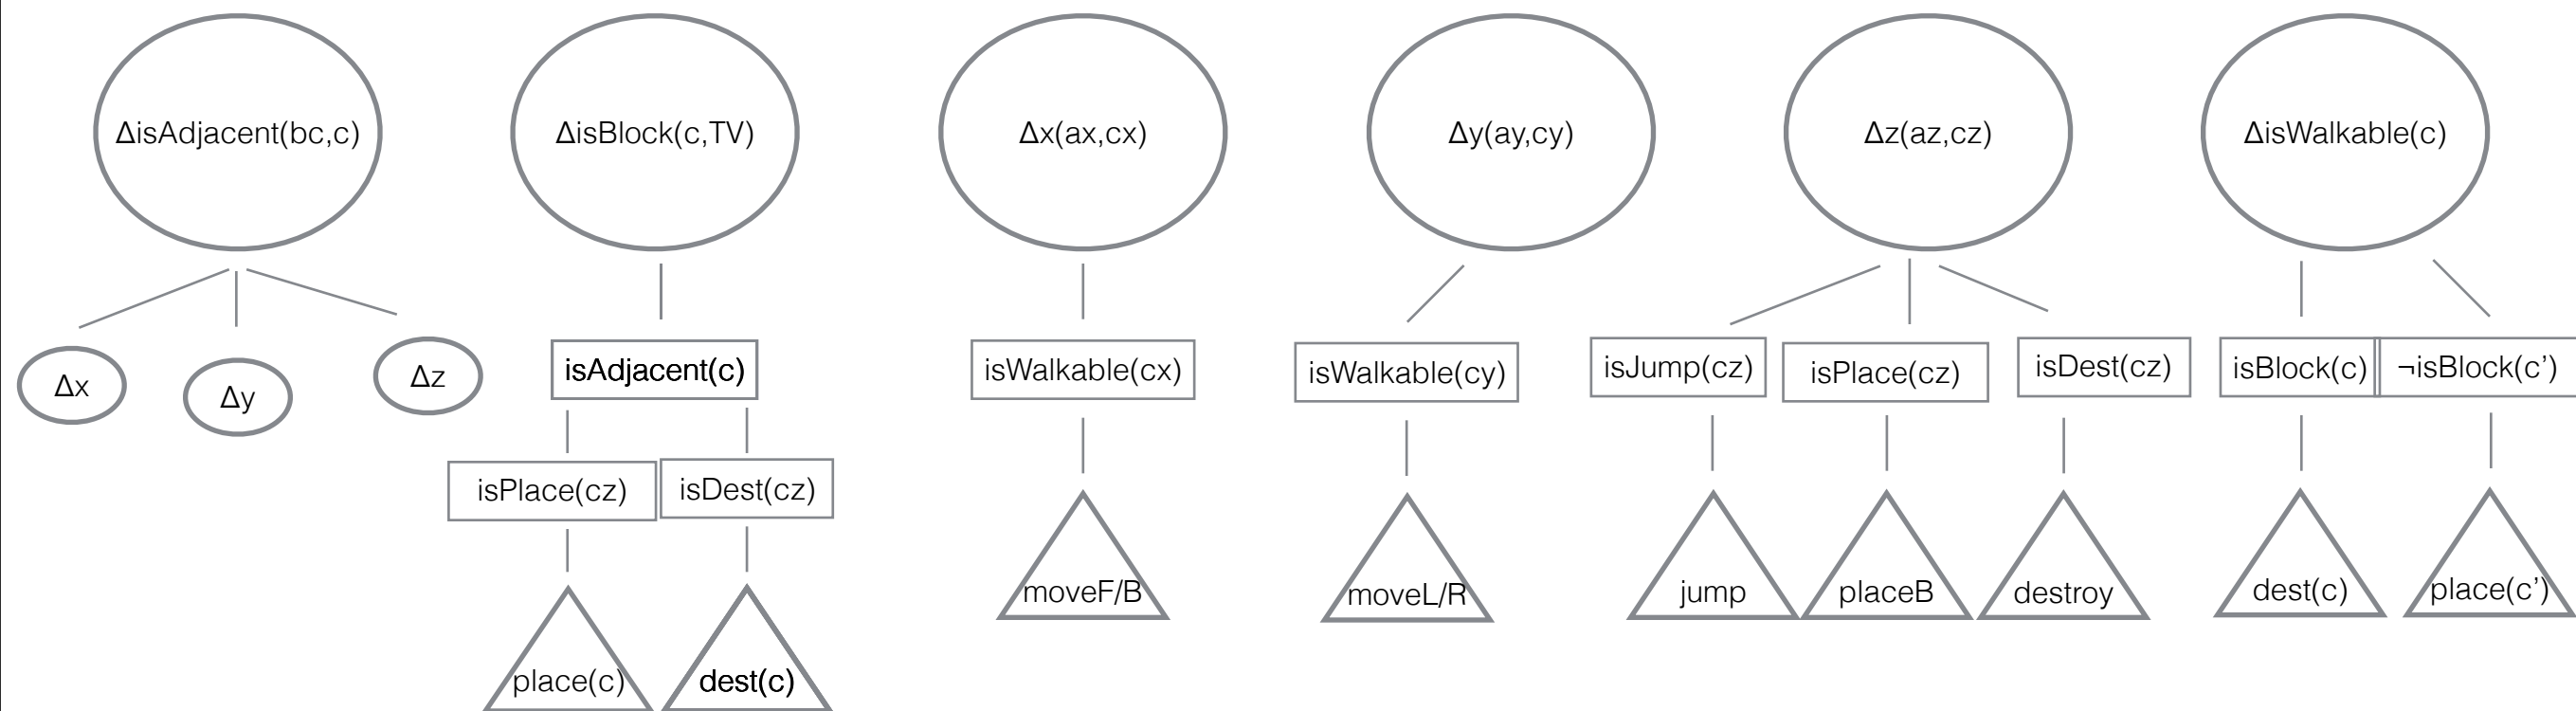 ΔisAdjacent(bc,c)
ΔisBlock(c,TV)
Δx(ax,cx)
Δy(ay,cy)
Δz(az,cz)
ΔisWalkable(c)
Δx
Δy
Δz
isAdjacent(c)
isWalkable(cx)
isWalkable(cy)
isJump(cz)
isPlace(cz)
isDest(cz)
isBlock(c)
¬isBlock(c’)
isPlace(cz)
isDest(cz)
moveF/B
moveL/R
jump
placeB
destroy
dest(c)
place(c’)
place(c)
dest(c)